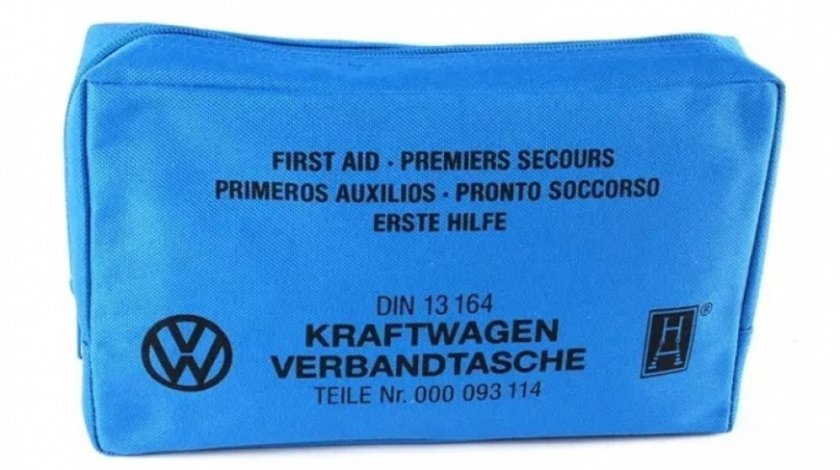 FIRST AID · PREMIERS SECOURS
PRIMEROS AUXILIOS · PRONTO SOCCORSO
ERSTE HILFE
DIN 13 164
KRAFTWAGEN
VERBANDTASCHE
TEILE Nr. 000 093 114
VW
H ®